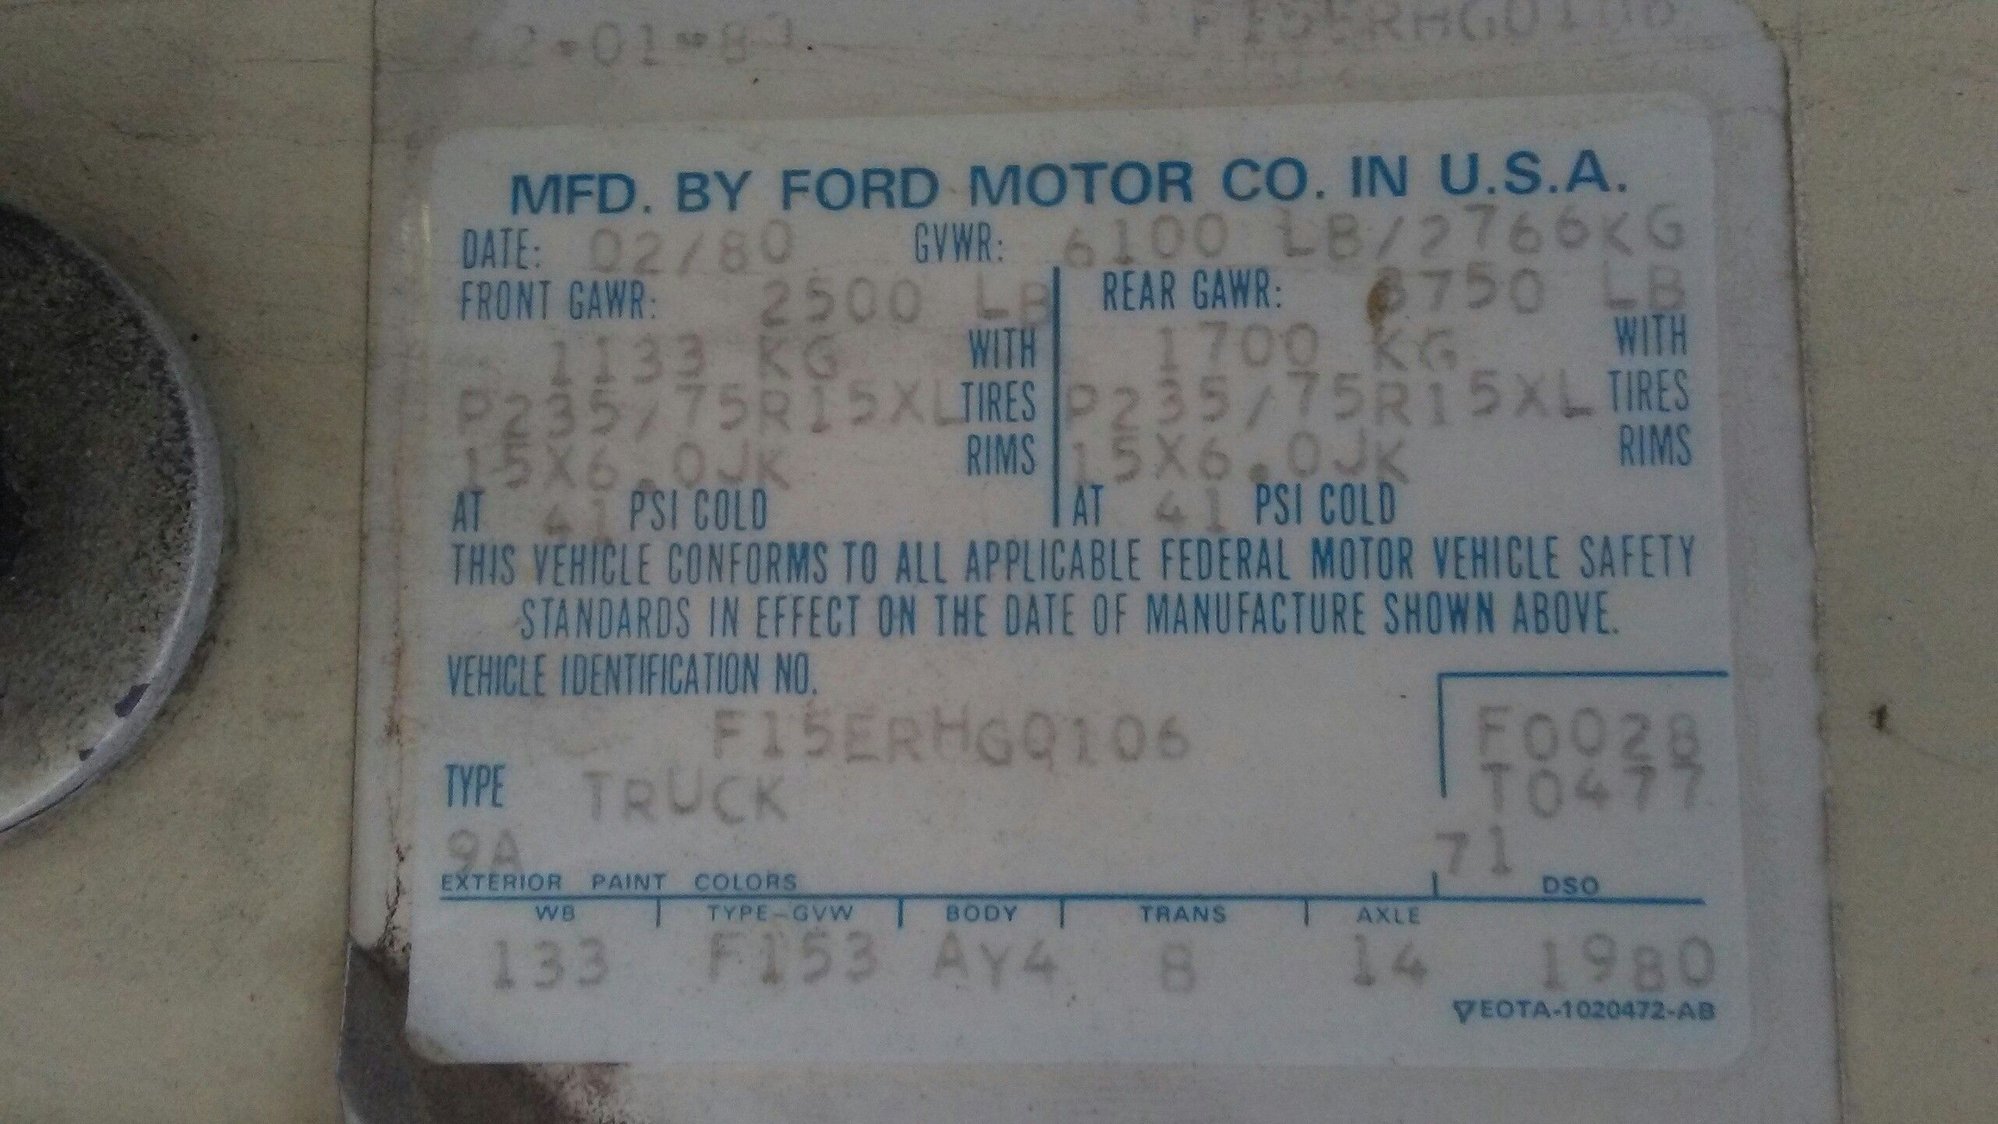 F15ERHGQ106
MFD. BY FORD MOTOR CO. IN U.S.A.
DATE: 02/80 GVWR: 6100 LB/2766KG
FRONT GAWR: 2500 LB REAR GAWR: 3750 LB
1133 KG WITH 1700 KG WITH
P235/75R15XL TIRES P235/75R15XL TIRES
15X6.0JK RIMS 15X6.0JK RIMS
AT 41 PSI COLD AT 41 PSI COLD
THIS VEHICLE CONFORMS TO ALL APPLICABLE FEDERAL MOTOR VEHICLE SAFETY
STANDARDS IN EFFECT ON THE DATE OF MANUFACTURE SHOWN ABOVE.
VEHICLE IDENTIFICATION NO.
F15ERHGQ106 F0028
TYPE TRUCK T0477
9A 71
EXTERIOR PAINT COLORS DSO
WB TYPE-GVW BODY TRANS AXLE
133 F153 AY4 B 14 1980
EOTA-1020472-AB